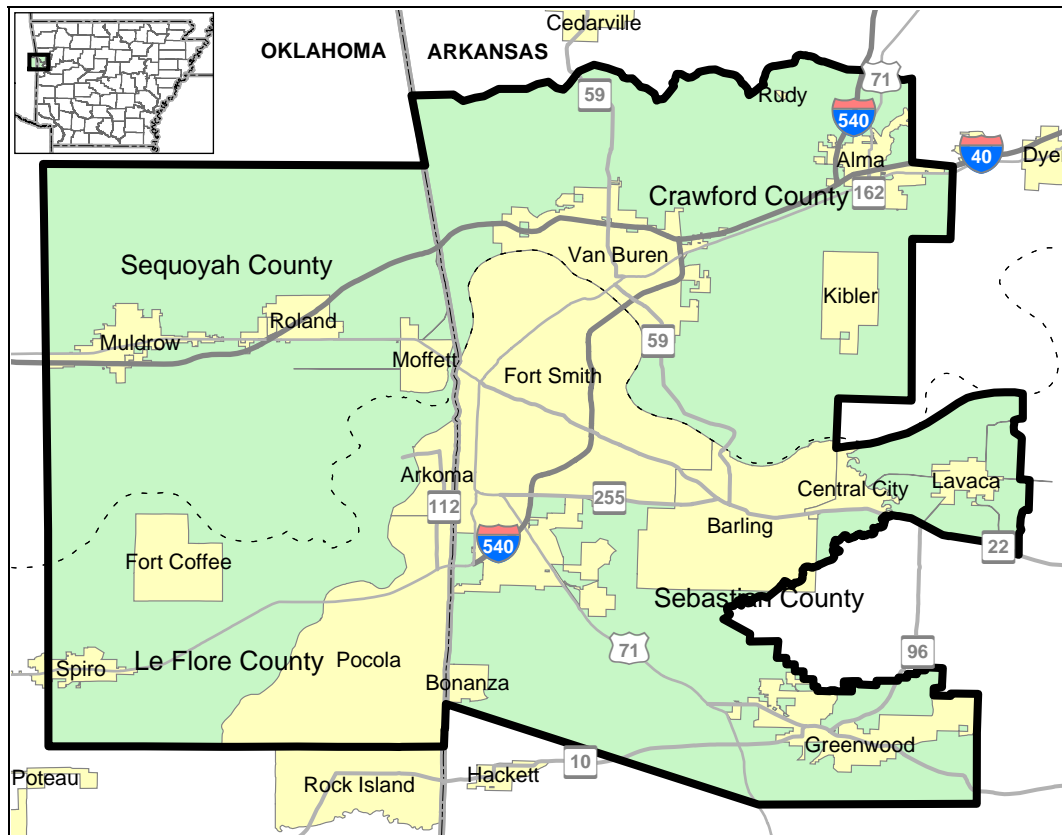 Cedarville
OKLAHOMA ARKANSAS
71
59
Rudy
540
40
Dye
Alma
162
Crawford County
Van Buren
Sequoyah County
Kibler
Roland
Muldrow
59
Moffett
Fort Smith
Arkoma
Central City
Lavaca
255
112
Barling
540
22
Fort Coffee
Sebastian County
71
96
Le Flore County
Pocola
Spiro
Bonanza
Greenwood
10
Hackett
Poteau
Rock Island